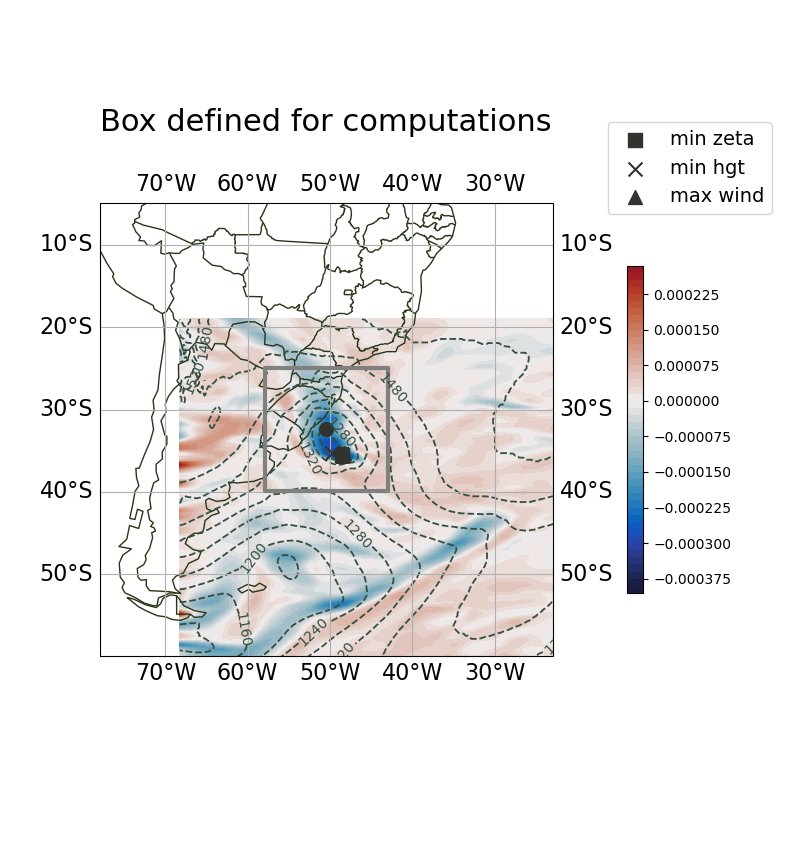 Box defined for computations
min zeta
min hgt
max wind
70°W 60°W 50°W 40°W 30°W
10°S 10°S
20°S 20°S
30°S 30°S
40°S 40°S
50°S 50°S
70°W 60°W 50°W 40°W 30°W
0.000225
0.000150
0.000075
0.000000
−0.000075
−0.000150
−0.000225
−0.000300
−0.000375
1480
1480
1320
1280
1200
1160
1240